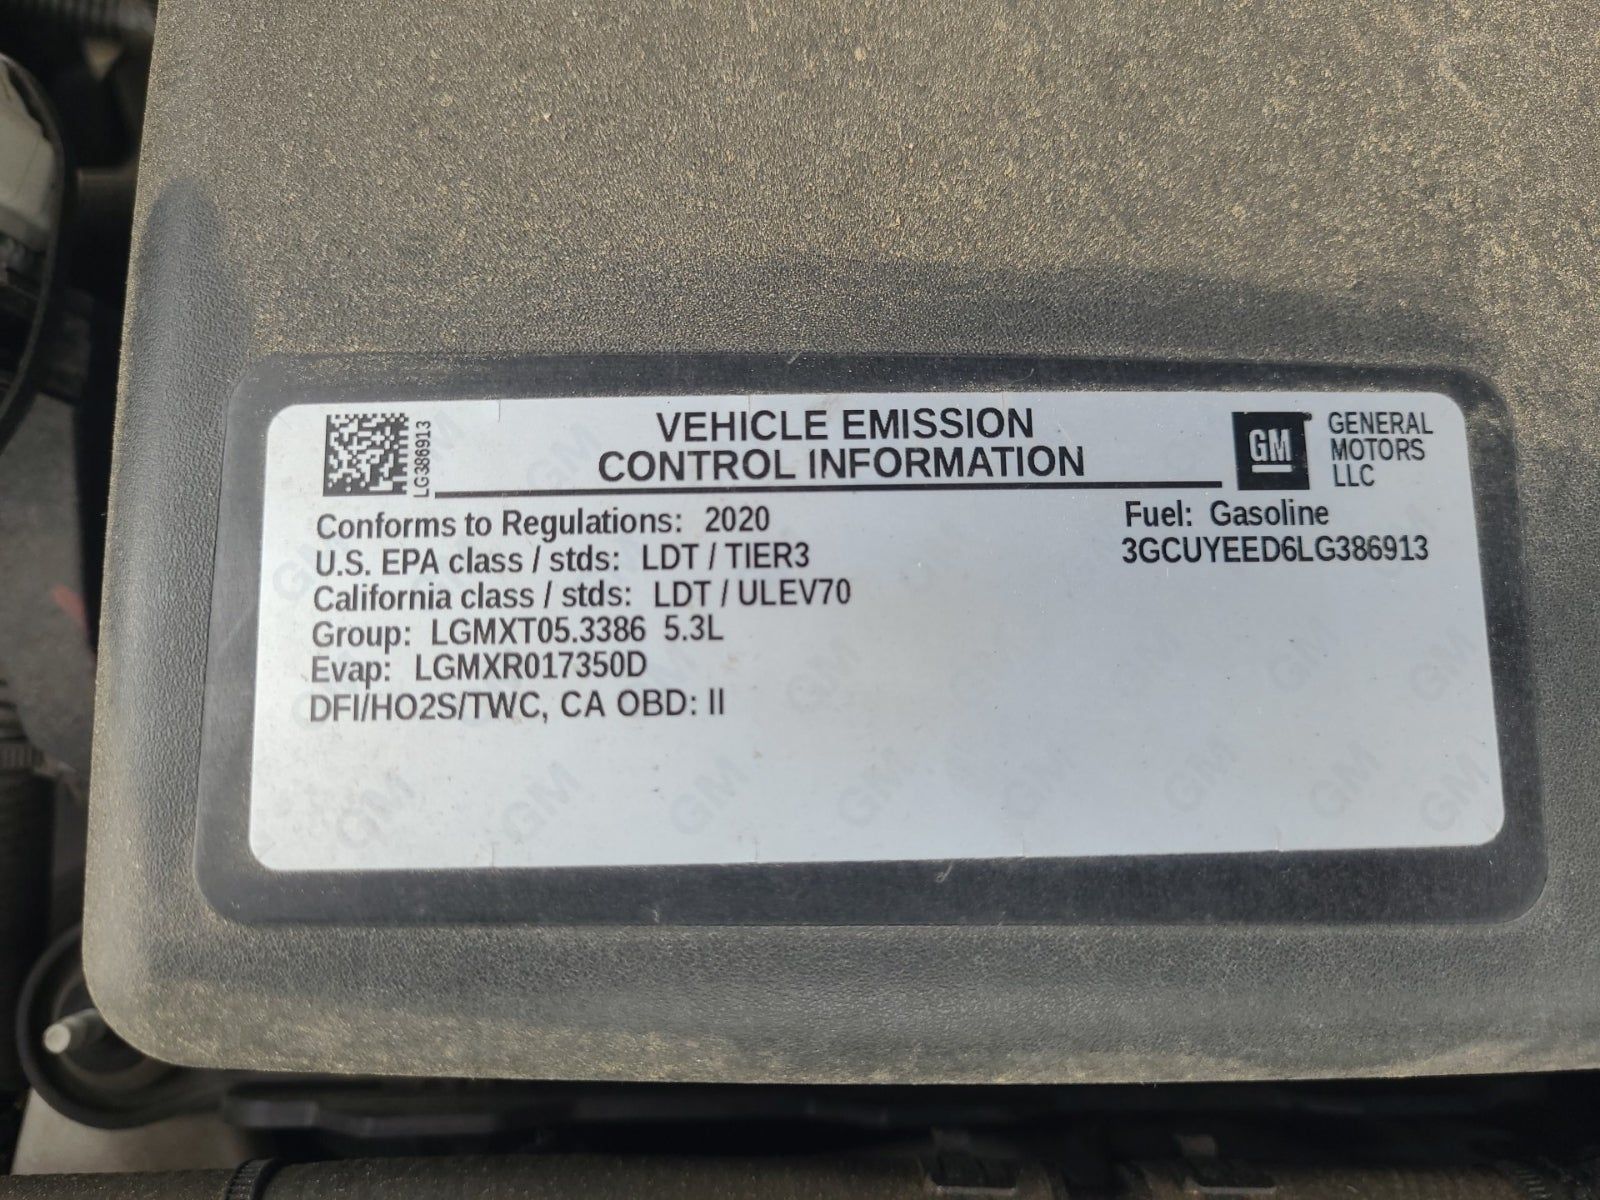 LG386913
VEHICLE EMISSION
CONTROL INFORMATION
GM
GENERAL
MOTORS
LLC
Conforms to Regulations: 2020
U.S. EPA class / stds: LDT / TIER3
California class / stds: LDT / ULEV70
Group: LGMXT05.3386 5.3L
Evap: LGMXR017350D
DFI/HO2S/TWC, CA OBD: II
Fuel: Gasoline
3GCUYEED6LG386913